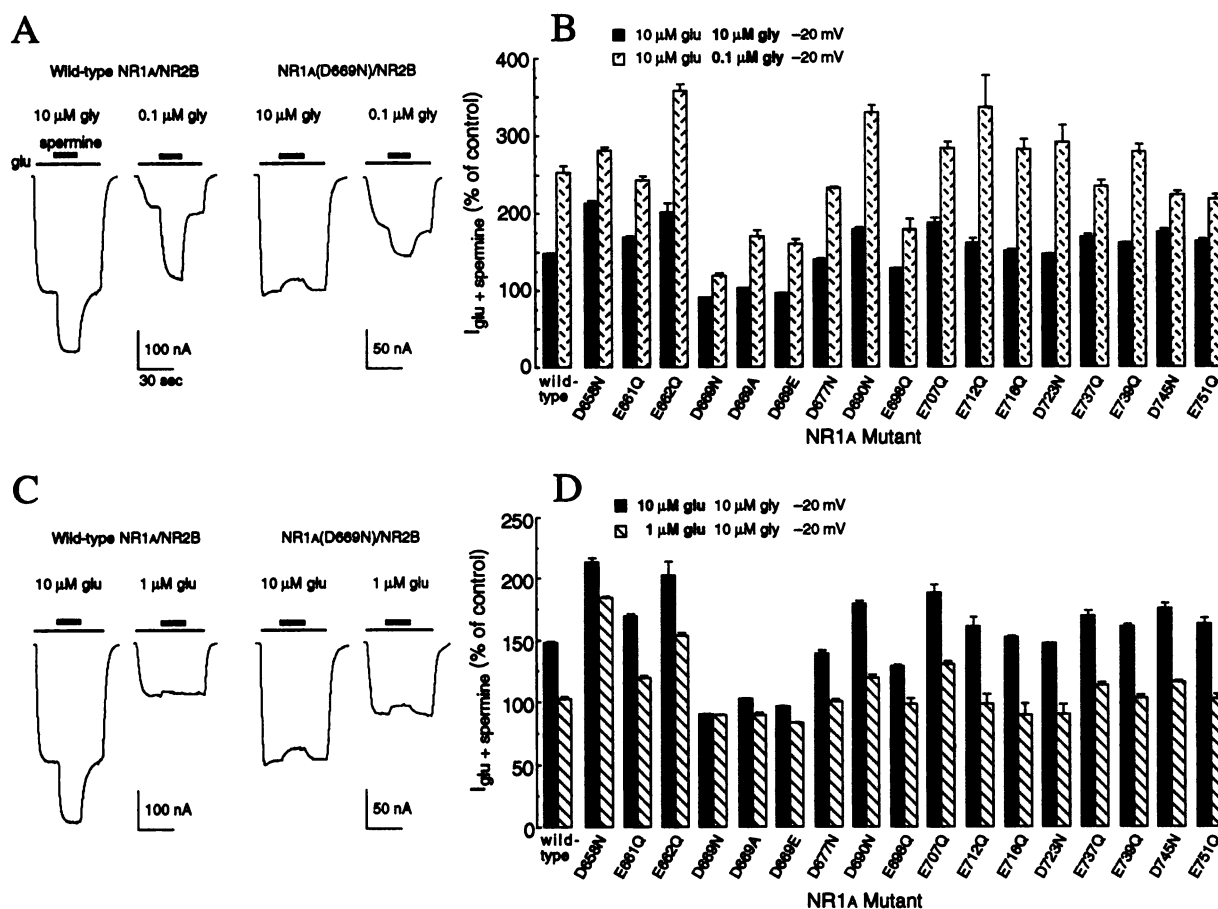 A
Wild-type NR1A/NR2B
NR1A(D669N)/NR2B
10 μM gly
0.1 μM gly
10 μM gly
0.1 μM gly
spermine
glu
100 nA
30 sec
50 nA
B
10 μM glu 10 μM gly −20 mV
10 μM glu 0.1 μM gly −20 mV
I glu + spermine (% of control)
400
300
200
100
0
wild-type
D658N
E661Q
E662Q
D669N
D669A
D669E
D677N
D690N
E698Q
E707Q
E712Q
E716Q
D723N
E737Q
E739Q
D745N
E751Q
NR1A Mutant
C
Wild-type NR1A/NR2B
NR1A(D669N)/NR2B
10 μM glu
1 μM glu
10 μM glu
1 μM glu
100 nA
50 nA
D
10 μM glu 10 μM gly −20 mV
1 μM glu 10 μM gly −20 mV
I glu + spermine (% of control)
250
200
150
100
50
0
wild-type
D658N
E661Q
E662Q
D669N
D669A
D669E
D677N
D690N
E698Q
E707Q
E712Q
E716Q
D723N
E737Q
E739Q
D745N
E751Q
NR1A Mutant